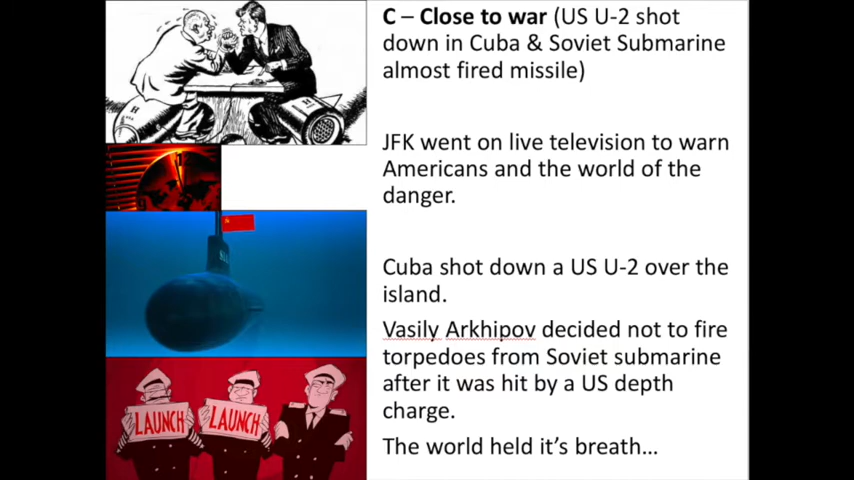 C – Close to war (US U-2 shot
down in Cuba & Soviet Submarine
almost fired missile)
JFK went on live television to warn
Americans and the world of the
danger.
Cuba shot down a US U-2 over the
island.
Vasily Arkhipov decided not to fire
torpedoes from Soviet submarine
after it was hit by a US depth
charge.
The world held it's breath...
H
LAUNCH
LAUNCH